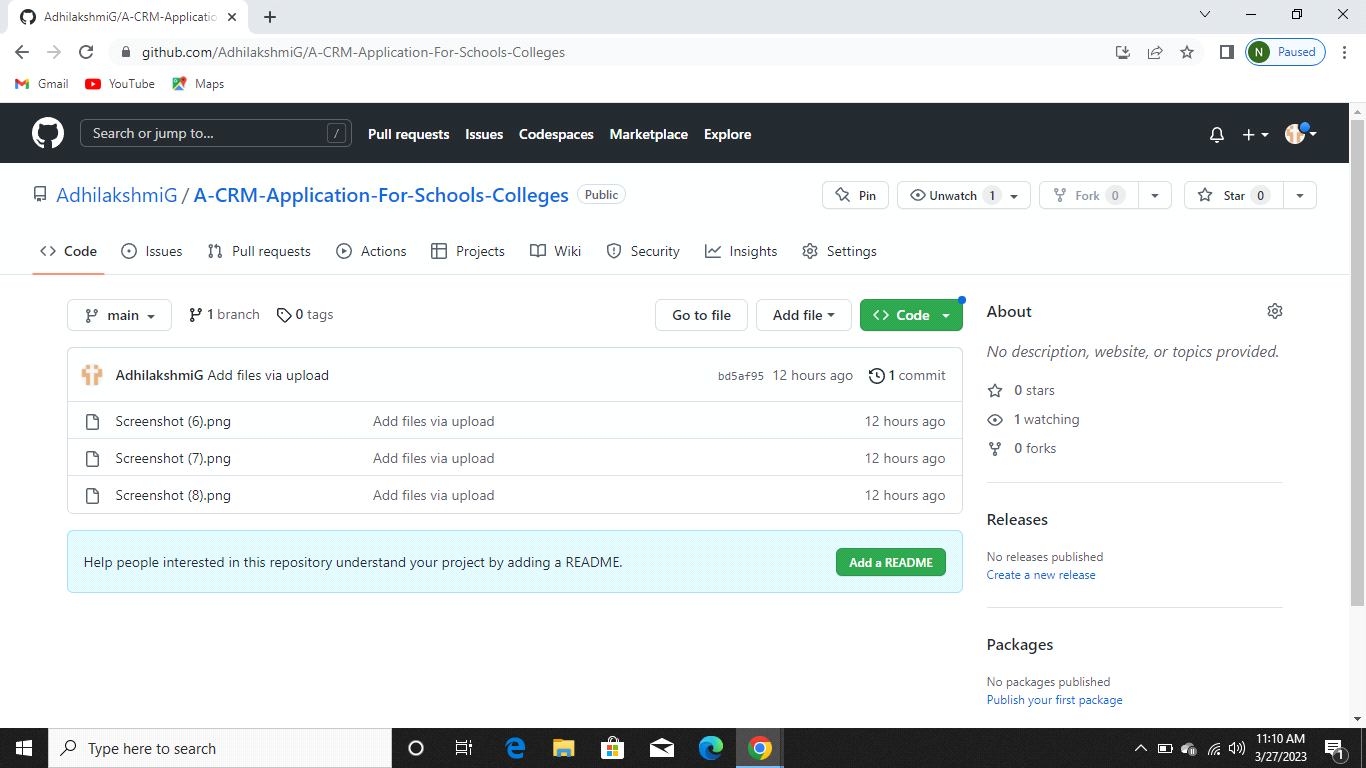 AdhilakshmiG/A-CRM-Applicatio
github.com/AdhilakshmiG/A-CRM-Application-For-Schools-Colleges
N Paused
Gmail YouTube Maps
Search or jump to... / Pull requests Issues Codespaces Marketplace Explore
AdhilakshmiG / A-CRM-Application-For-Schools-Colleges Public Pin Unwatch 1 Fork 0 Star 0
Code Issues Pull requests Actions Projects Wiki Security Insights Settings
main 1 branch 0 tags Go to file Add file Code
AdhilakshmiG Add files via upload bd5af95 12 hours ago 1 commit
Screenshot (6).png Add files via upload 12 hours ago
Screenshot (7).png Add files via upload 12 hours ago
Screenshot (8).png Add files via upload 12 hours ago
Help people interested in this repository understand your project by adding a README. Add a README
About
No description, website, or topics provided.
0 stars
1 watching
0 forks
Releases
No releases published
Create a new release
Packages
No packages published
Publish your first package
Type here to search
11:10 AM
3/27/2023
1